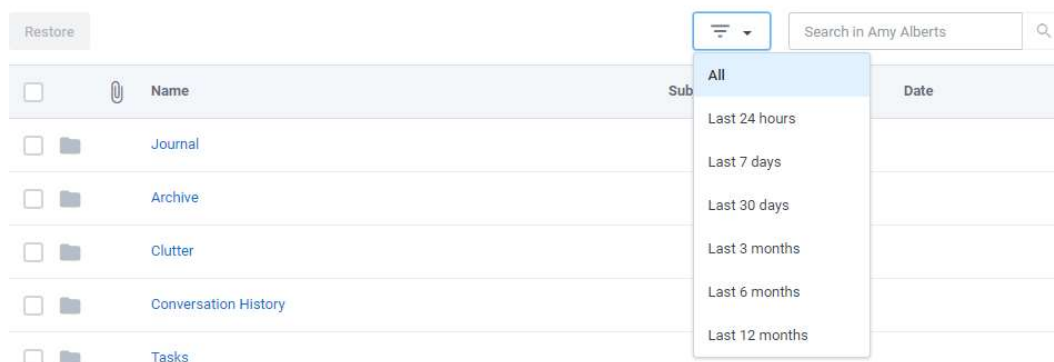 Restore
Search in Amy Alberts
Name
Sub
Date
All
Last 24 hours
Last 7 days
Last 30 days
Last 3 months
Last 6 months
Last 12 months
Journal
Archive
Clutter
Conversation History
Tasks